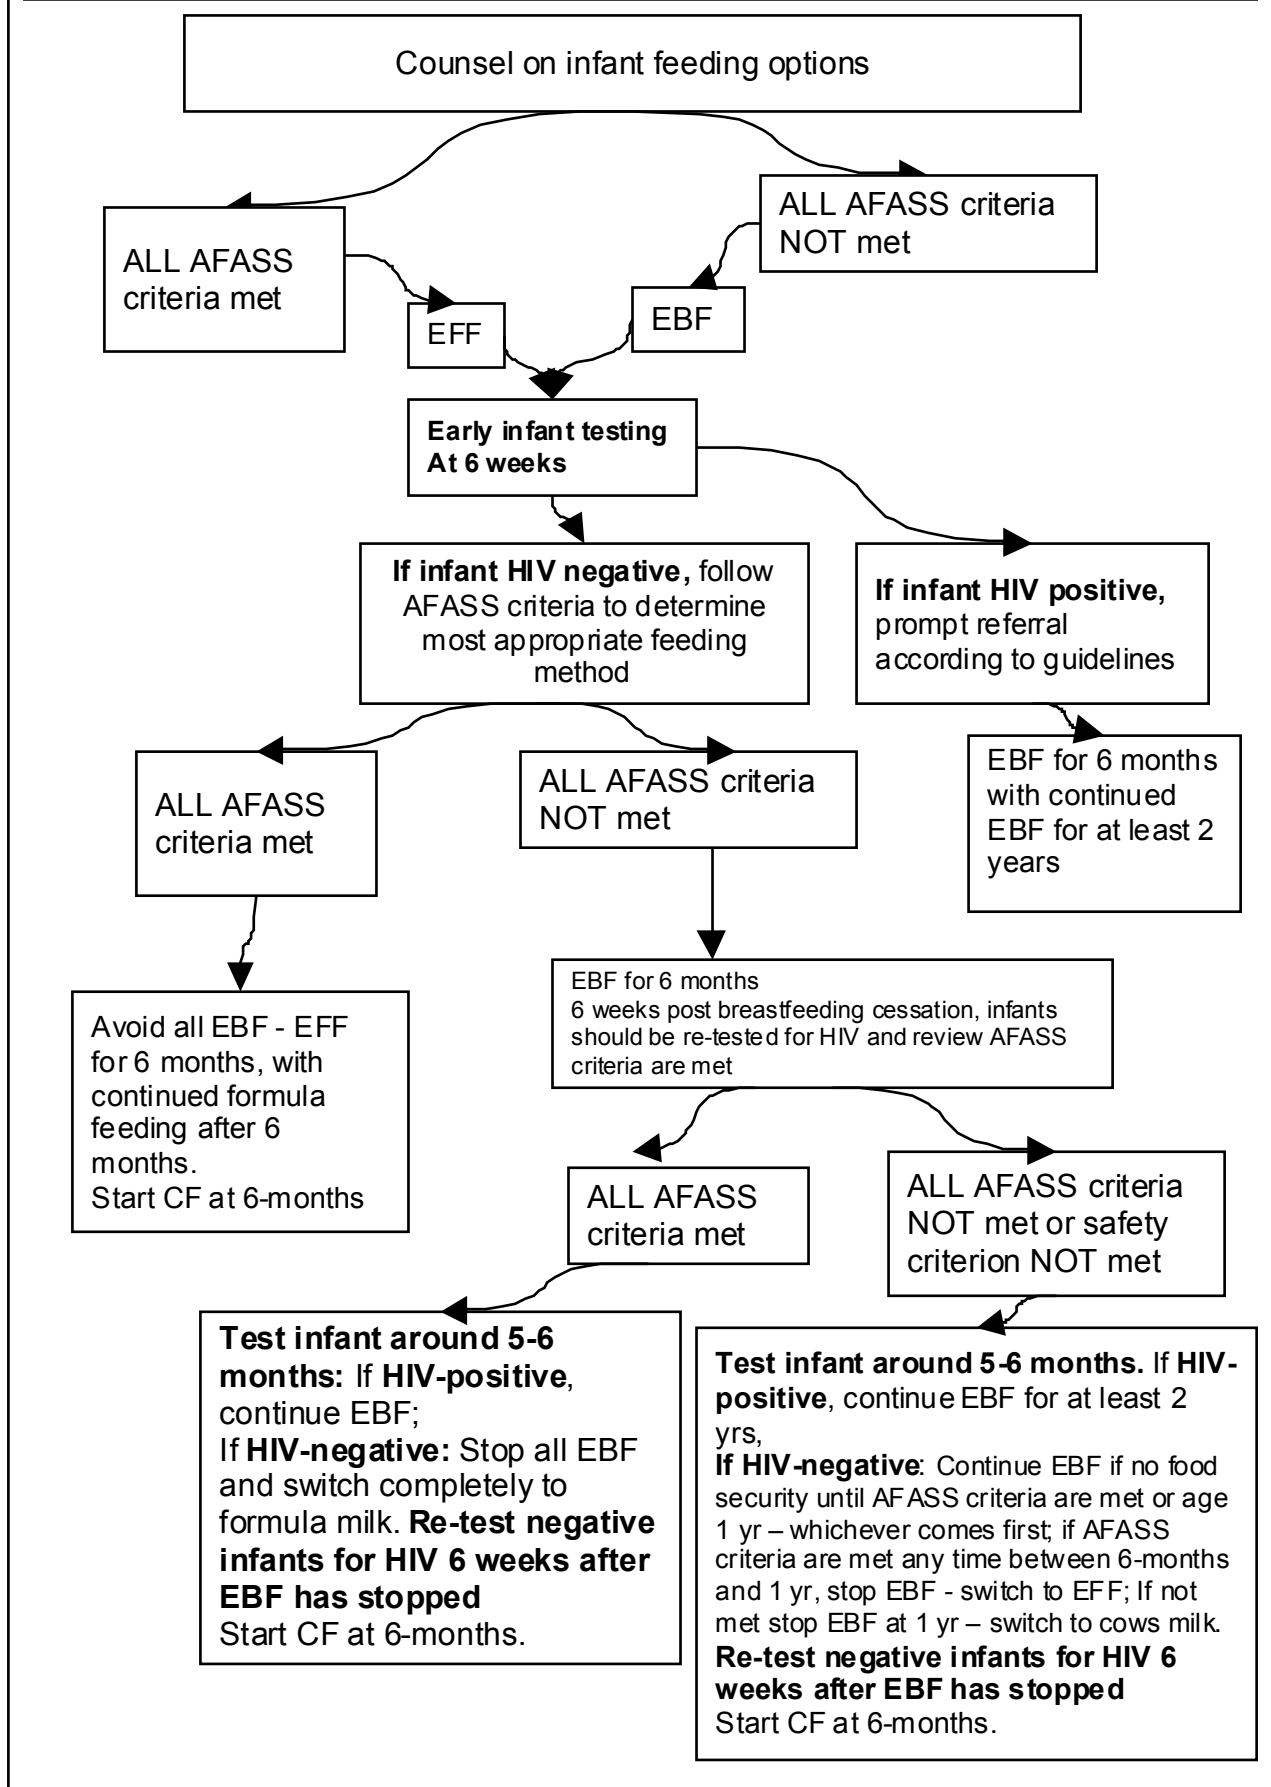 Counsel on infant feeding options
ALL AFASS
criteria met
ALL AFASS criteria
NOT met
EFF
EBF
Early infant testing
At 6 weeks
If infant HIV negative, follow
AFASS criteria to determine
most appropriate feeding
method
If infant HIV positive,
prompt referral
according to guidelines
ALL AFASS
criteria met
ALL AFASS criteria
NOT met
EBF for 6 months
with continued
EBF for at least 2
years
Avoid all EBF - EFF
for 6 months, with
continued formula
feeding after 6
months.
Start CF at 6-months
EBF for 6 months
6 weeks post breastfeeding cessation, infants
should be re-tested for HIV and review AFASS
criteria are met
ALL AFASS
criteria met
ALL AFASS criteria
NOT met or safety
criterion NOT met
Test infant around 5-6
months: If HIV-positive,
continue EBF;
If HIV-negative: Stop all EBF
and switch completely to
formula milk. Re-test negative
infants for HIV 6 weeks after
EBF has stopped
Start CF at 6-months.
Test infant around 5-6 months. If HIV-
positive, continue EBF for at least 2
yrs,
If HIV-negative: Continue EBF if no food
security until AFASS criteria are met or age
1 yr – whichever comes first; if AFASS
criteria are met any time between 6-months
and 1 yr, stop EBF - switch to EFF; If not
met stop EBF at 1 yr – switch to cows milk.
Re-test negative infants for HIV 6
weeks after EBF has stopped
Start CF at 6-months.